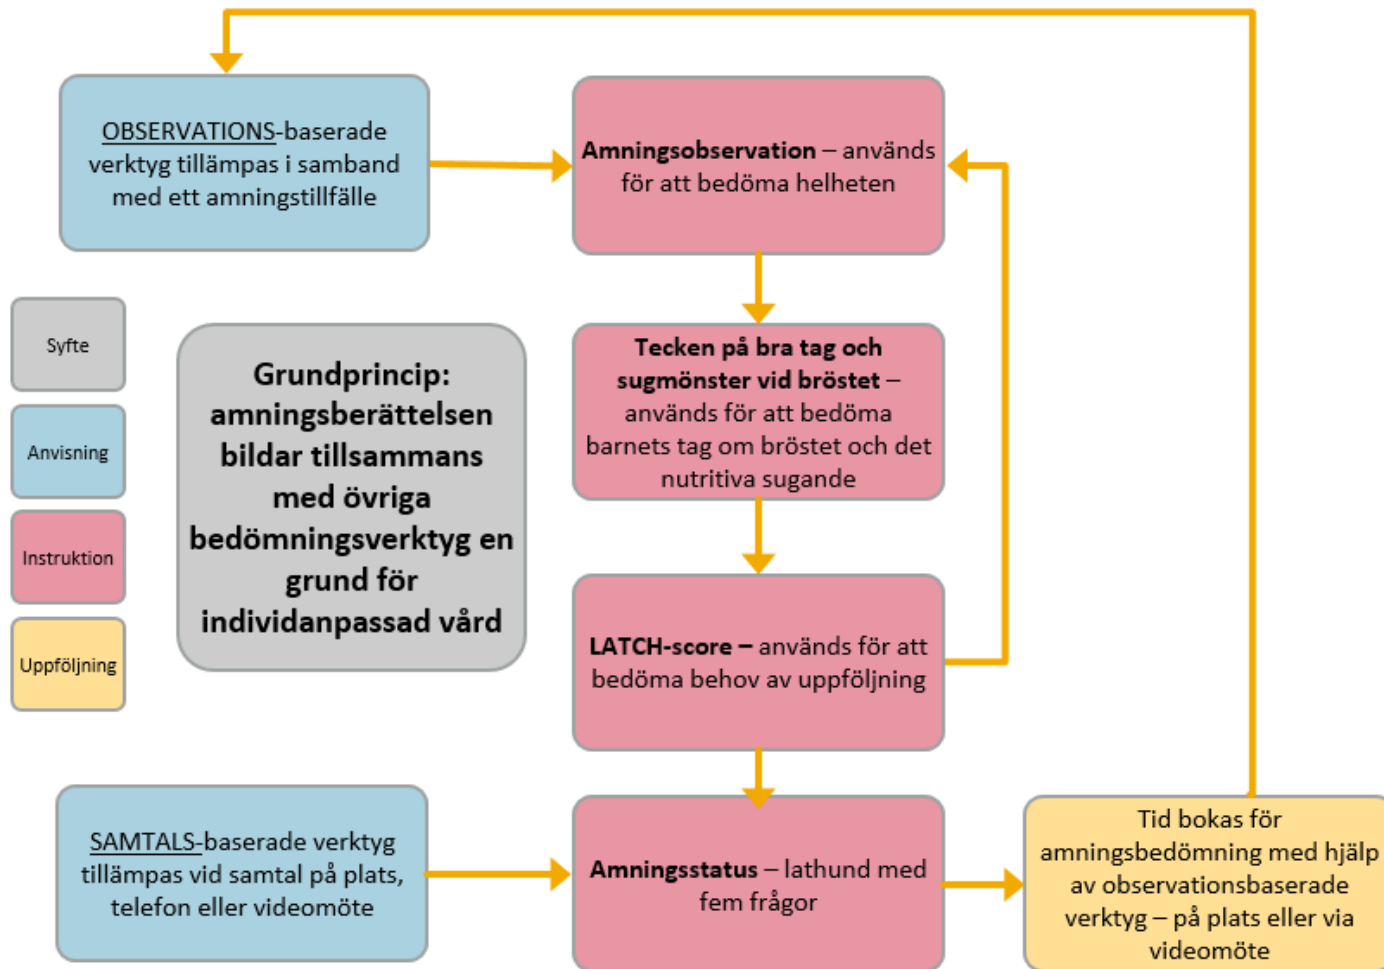 OBSERVATIONS-baserade
verktyg tillämpas i samband
med ett amningstillfälle
Amningsobservation – används
för att bedöma helheten
Syfte
Anvisning
Instruktion
Uppföljning
Grundprincip:
amningsberättelsen
bildar tillsammans
med övriga
bedömningsverktyg en
grund för
individanpassad vård
Tecken på bra tag och
sugmönster vid bröstet –
används för att bedöma
barnets tag om bröstet och det
nutritiva sugande
LATCH-score – används för att
bedöma behov av uppföljning
SAMTALS-baserade verktyg
tillämpas vid samtal på plats,
telefon eller videomöte
Amningsstatus – lathund med
fem frågor
Tid bokas för
amningsbedömning med hjälp
av observationsbaserade
verktyg – på plats eller via
videomöte